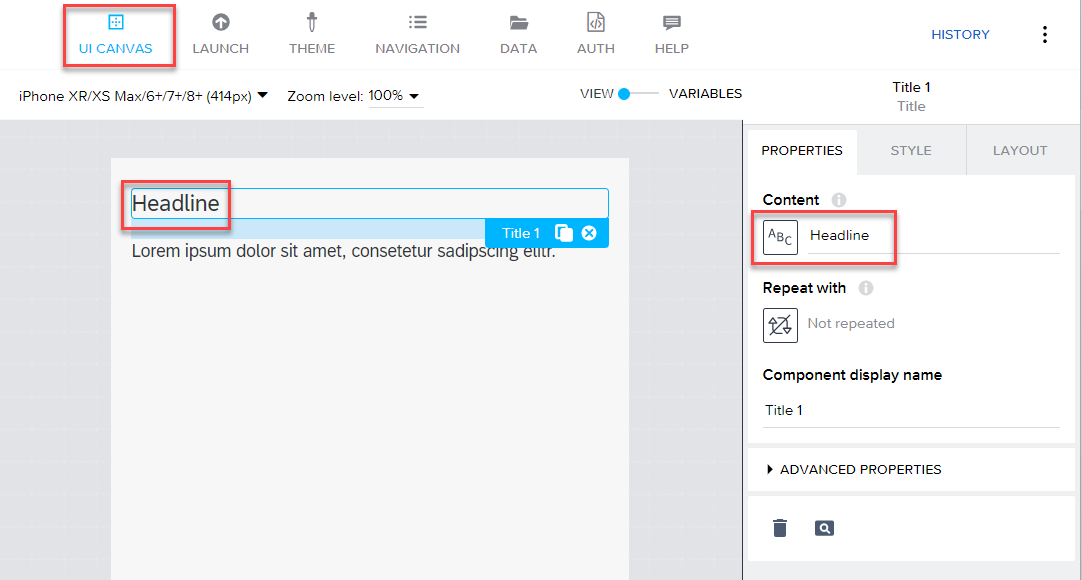 UI CANVAS
LAUNCH
THEME
NAVIGATION
DATA
AUTH
HELP
HISTORY
iPhone XR/XS Max/6+/7+/8+ (414px)
Zoom level: 100%
VIEW
VARIABLES
Title 1
Title
PROPERTIES
STYLE
LAYOUT
Headline
Title 1
Lorem ipsum dolor sit amet, consetetur sadipscing elitr.
Content
ABC
Headline
Repeat with
Not repeated
Component display name
Title 1
ADVANCED PROPERTIES